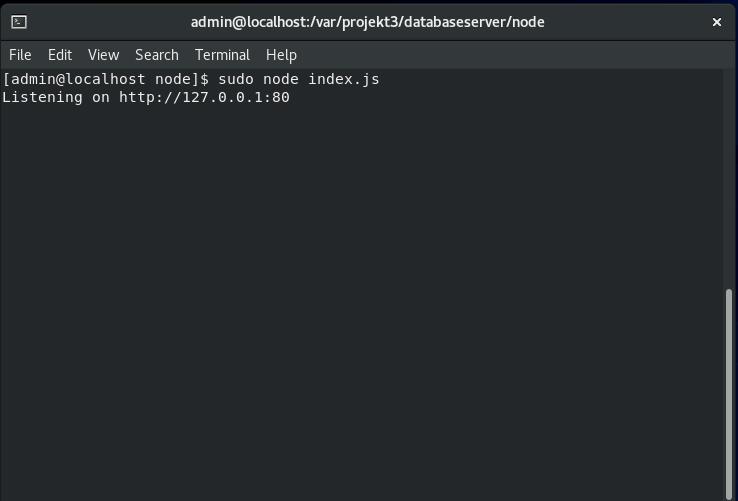 admin@localhost:/var/projekt3/databaseserver/node
File Edit View Search Terminal Help
[admin@localhost node]$ sudo node index.js
Listening on http://127.0.0.1:80